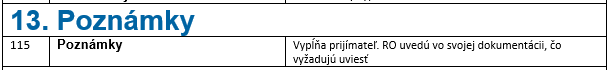 13. Poznámky
115 Poznámky Vypĺňa prijímateľ. RO uvedú vo svojej dokumentácii, čo
vyžadujú uviesť